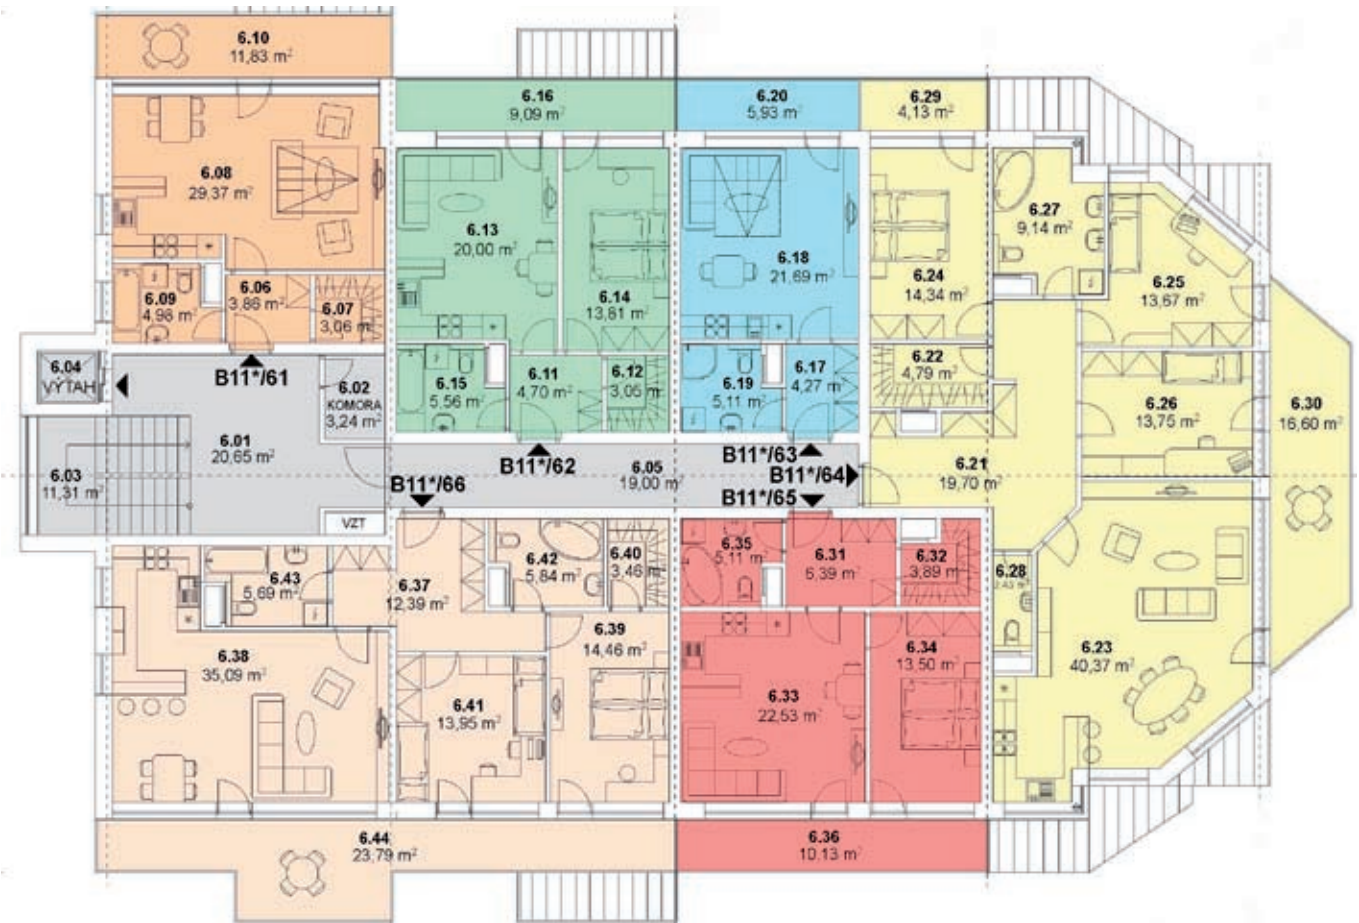 6.10
11,83 m²
6.16
9,09 m²
6.20
5,93 m²
6.29
4,13 m²
6.08
29,37 m²
6.13
20,00 m²
6.14
13,81 m²
6.18
21,69 m²
6.24
14,34 m²
6.27
9,14 m²
6.25
13,67 m²
6.09
4,98 m²
6.06
3,86 m²
6.07
3,06 m²
6.15
5,56 m²
6.11
4,70 m²
6.12
3,05 m²
6.19
5,11 m²
6.17
4,27 m²
6.22
4,79 m²
6.26
13,75 m²
6.30
16,60 m²
6.04
VÝTAH
B11*/61
6.02
KOMORA
3,24 m²
6.01
20,65 m²
6.03
11,31 m²
B11*/62
B11*/63
B11*/64
B11*/65
B11*/66
6.05
19,00 m²
6.21
19,70 m²
VZT
6.43
5,69 m²
6.37
12,39 m²
6.42
5,84 m²
6.40
3,46 m²
6.35
5,11 m²
6.31
6,39 m²
6.32
3,89 m²
6.28
6.38
35,09 m²
6.39
14,46 m²
6.41
13,95 m²
6.33
22,53 m²
6.34
13,50 m²
6.23
40,37 m²
6.44
23,79 m²
6.36
10,13 m²